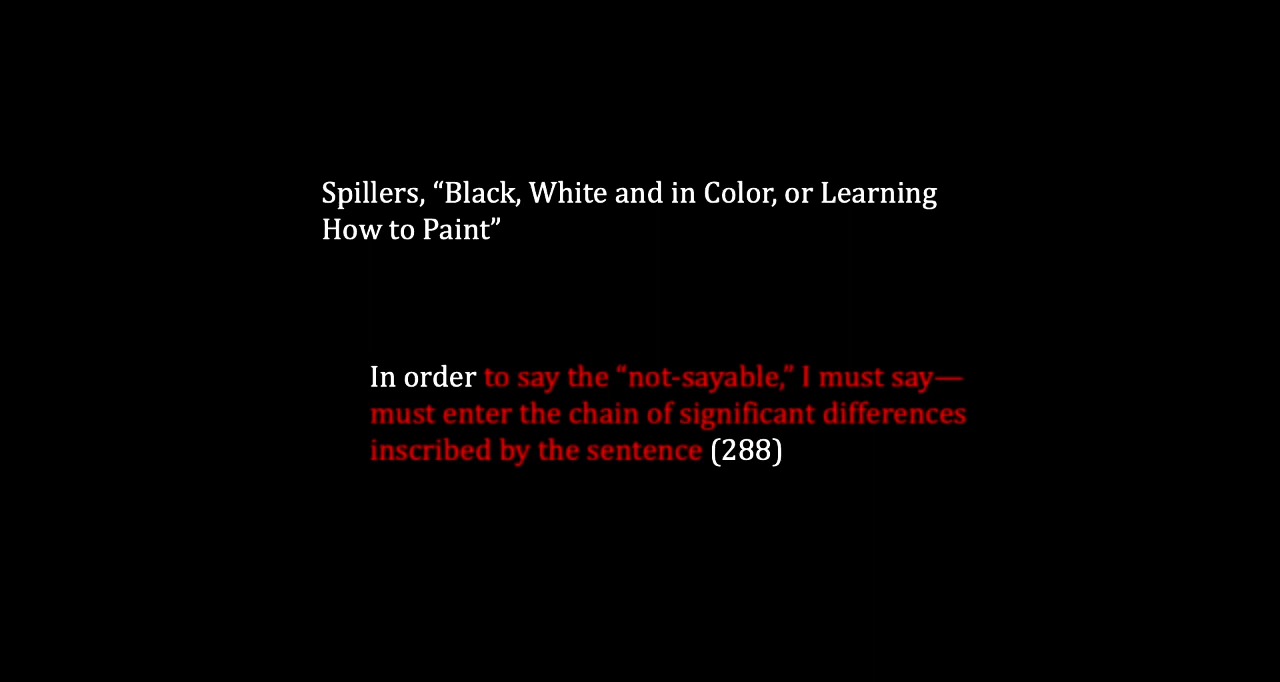 Spillers, “Black, White and in Color, or Learning
How to Paint”
In order to say the “not-sayable,” I must say—
must enter the chain of significant differences
inscribed by the sentence (288)